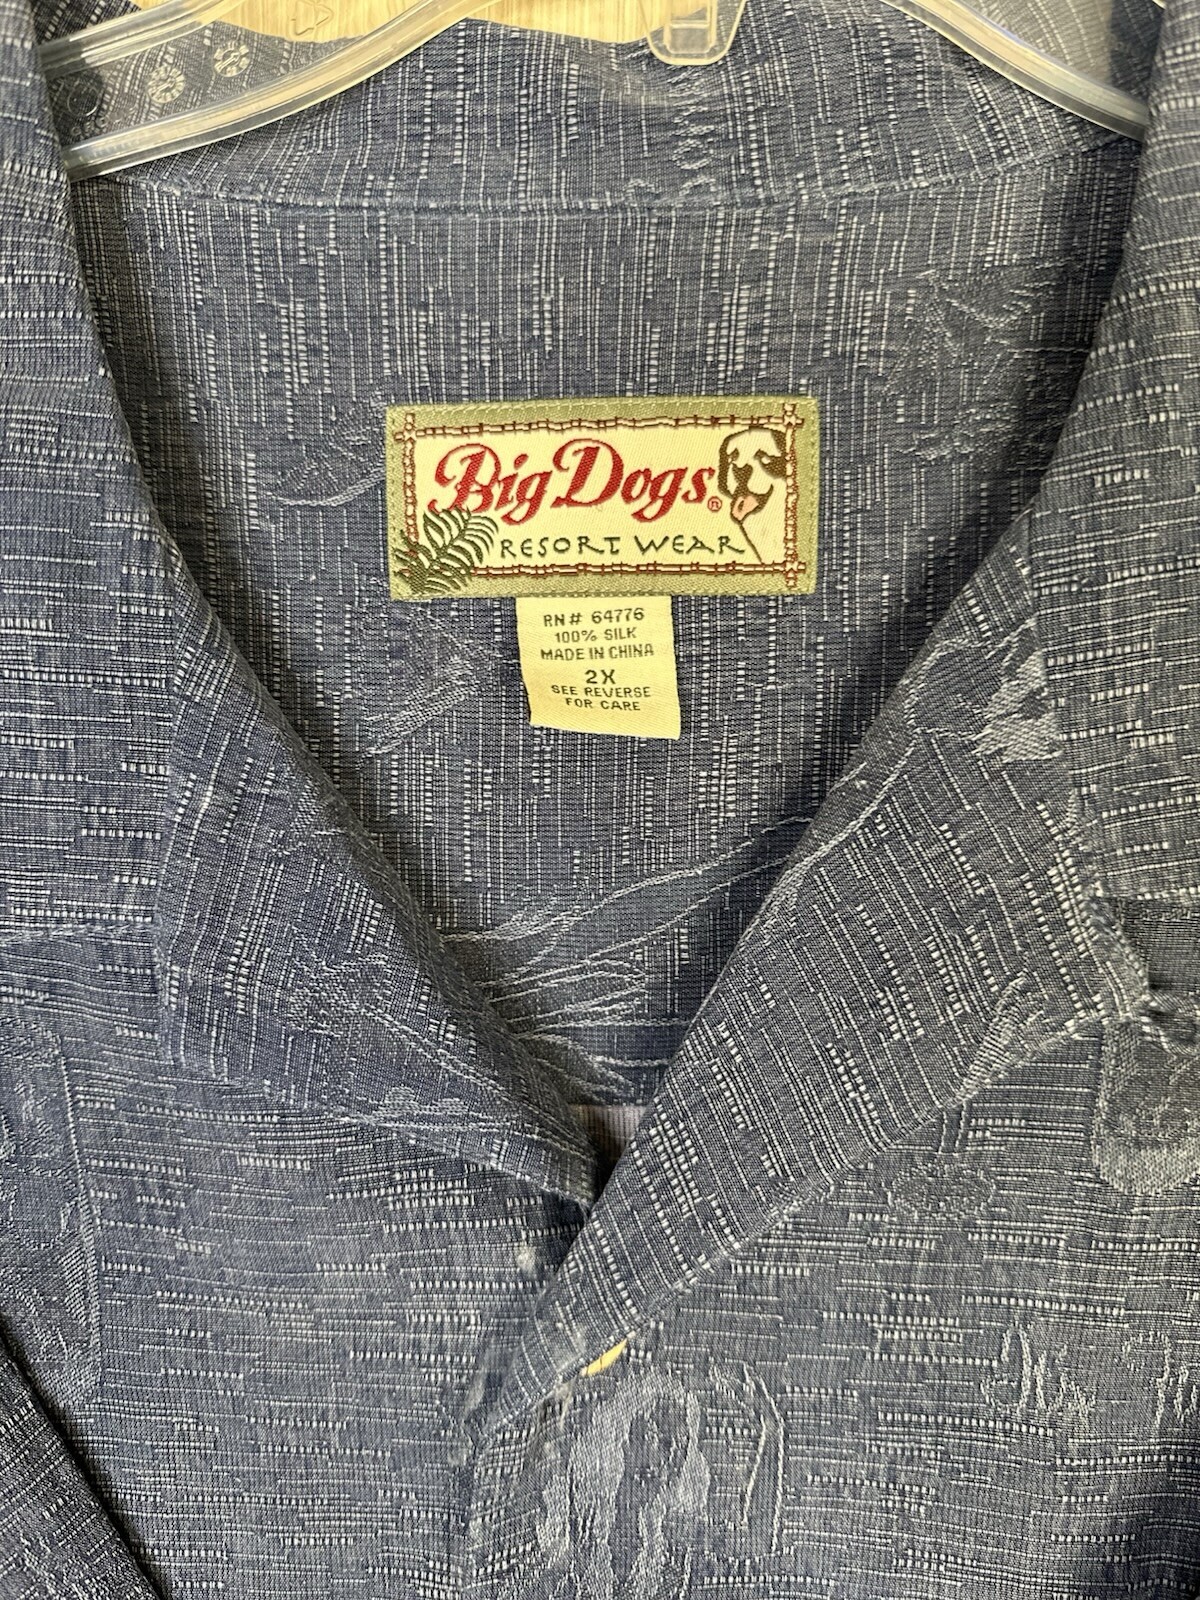 Big Dogs®
RESORT WEAR
RN# 64776
100% SILK
MADE IN CHINA
2X
SEE REVERSE
FOR CARE